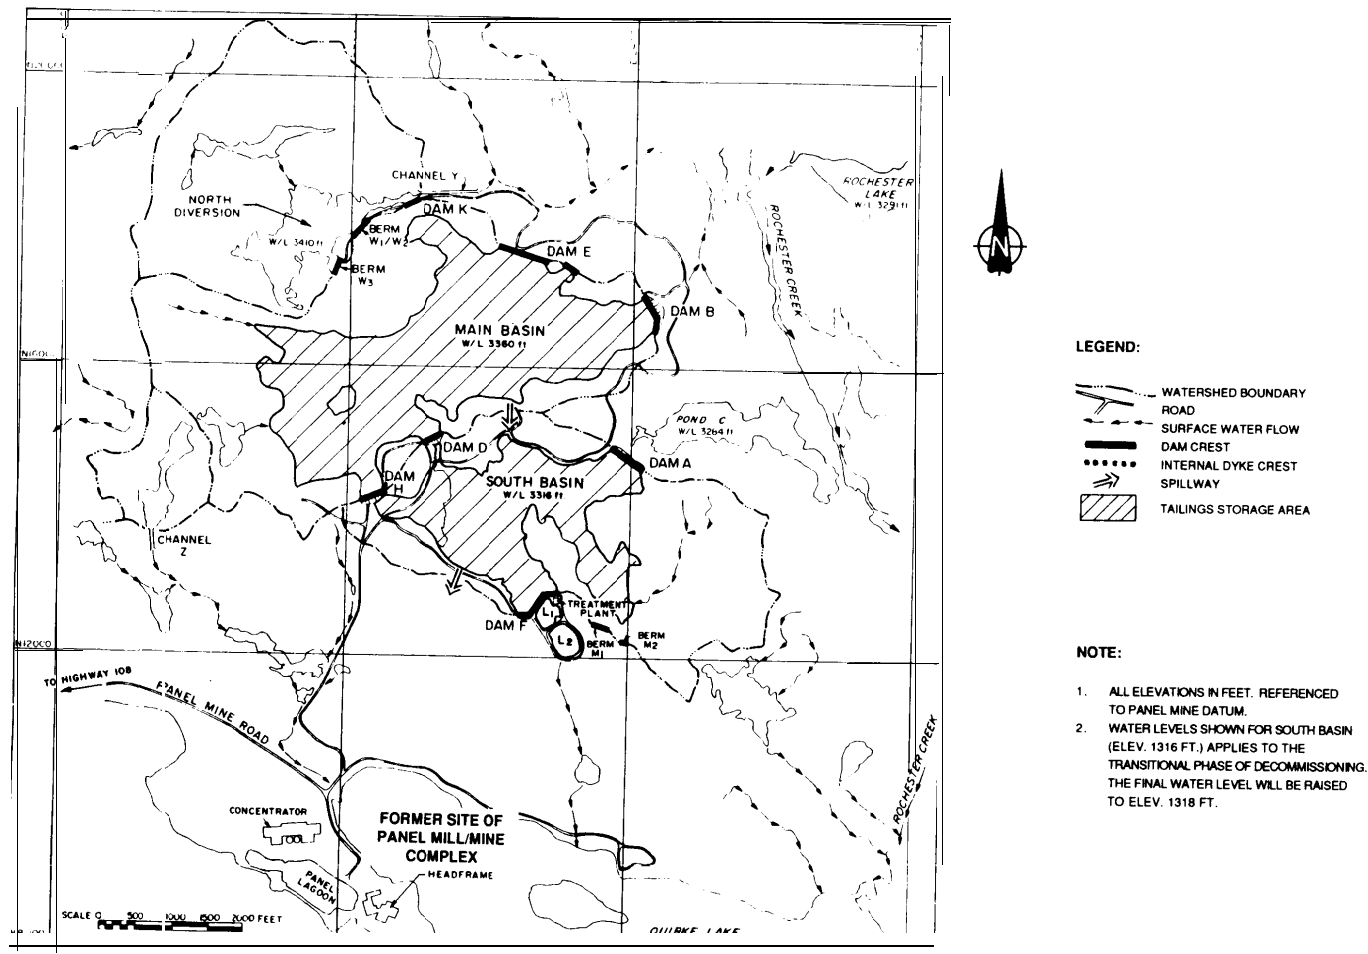 CHANNEL Y
ROCHESTER
LAKE
W/L 3291 ft
NORTH
DIVERSION
DAM K
BERM
W1/W2
W/L 3410 ft
BERM
W3
DAM E
ROCHESTER CREEK
N
DAM B
MAIN BASIN
W/L 3360 ft
N16000
POND C
W/L 3264 ft
DAM D
DAM A
DAM
H
SOUTH BASIN
W/L 3316 ft
CHANNEL
Z
TREATMENT
PLANT
L1
DAM F
L2
BERM
M1
BERM
M2
N12000
TO HIGHWAY 108
PANEL MINE ROAD
ROCHESTER CREEK
CONCENTRATOR
FORMER SITE OF
PANEL MILL/MINE
COMPLEX
HEADFRAME
PANEL
LAGOON
SCALE 0 500 1000 1500 2000 FEET
QUIRKE LAKE
LEGEND:
WATERSHED BOUNDARY
ROAD
SURFACE WATER FLOW
DAM CREST
INTERNAL DYKE CREST
SPILLWAY
TAILINGS STORAGE AREA
NOTE:
1. ALL ELEVATIONS IN FEET. REFERENCED
TO PANEL MINE DATUM.
2. WATER LEVELS SHOWN FOR SOUTH BASIN
(ELEV. 1316 FT.) APPLIES TO THE
TRANSITIONAL PHASE OF DECOMMISSIONING.
THE FINAL WATER LEVEL WILL BE RAISED
TO ELEV. 1318 FT.